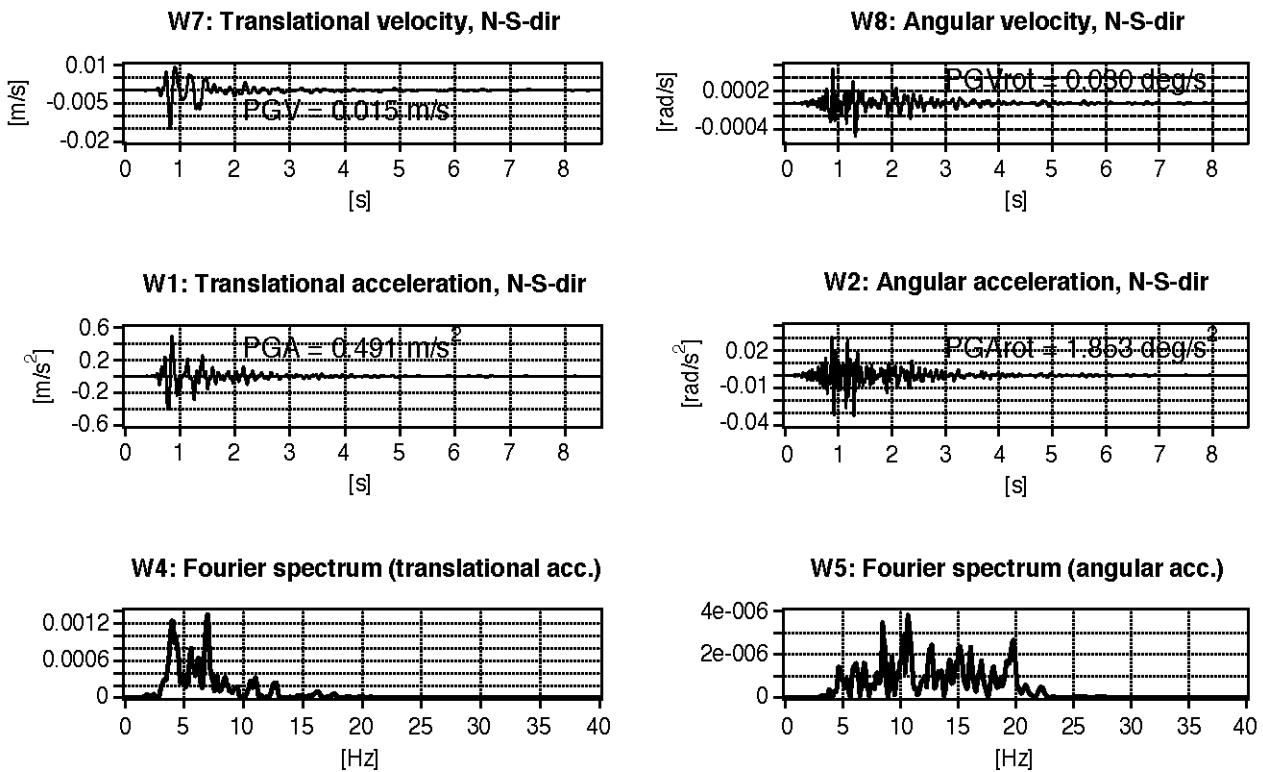 W7: Translational velocity, N-S-dir
0.01
-0.005
-0.02
[m/s]
PGV = 0.015 m/s
0 1 2 3 4 5 6 7 8
[s]
W8: Angular velocity, N-S-dir
0.0002
-0.0004
[rad/s]
PGVrot = 0.030 deg/s
0 1 2 3 4 5 6 7 8
[s]
W1: Translational acceleration, N-S-dir
0.6
0.2
-0.2
-0.6
[m/s²]
PGA = 0.491 m/s²
0 1 2 3 4 5 6 7 8
[s]
W2: Angular acceleration, N-S-dir
0.02
-0.01
-0.04
[rad/s²]
PGArot = 1.853 deg/s²
0 1 2 3 4 5 6 7 8
[s]
W4: Fourier spectrum (translational acc.)
0.0012
0.0006
0
0 5 10 15 20 25 30 35 40
[Hz]
W5: Fourier spectrum (angular acc.)
4e-006
2e-006
0
0 5 10 15 20 25 30 35 40
[Hz]